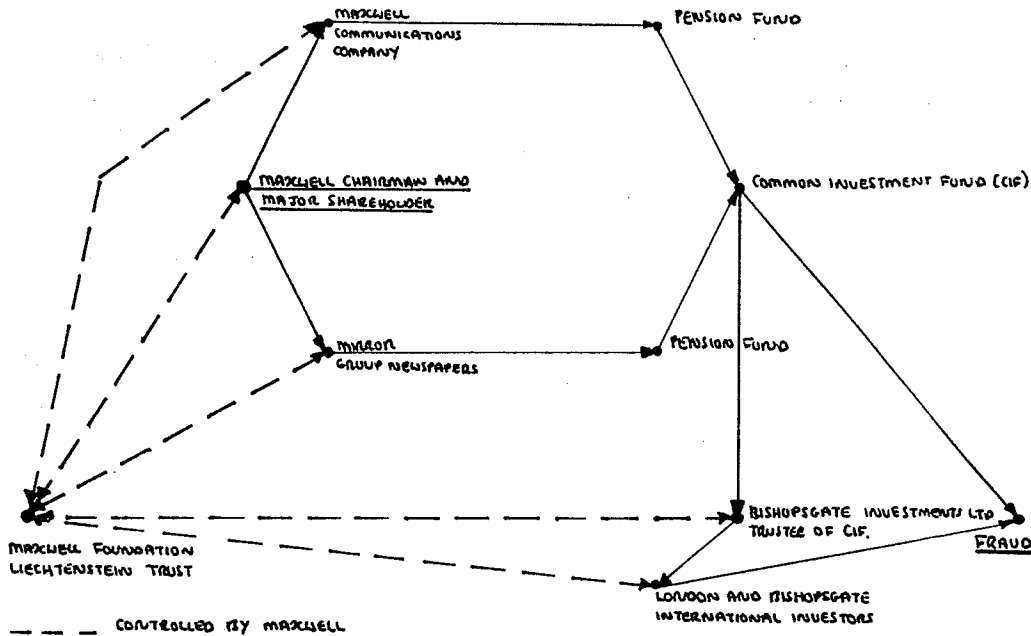 MAXWELL
COMMUNICATIONS
COMPANY
PENSION FUND
MAXWELL CHAIRMAN AND
MAJOR SHAREHOLDER
COMMON INVESTMENT FUND (CIF)
MIRROR
GROUP NEWSPAPERS
PENSION FUND
BISHOPSGATE INVESTMENTS LTD
TRUSTER OF CIF.
FRAUD
MAXWELL FOUNDATION
LIECHTENSTEIN TRUST
LONDON AND BISHOPSGATE
INTERNATIONAL INVESTORS
CONTROLLED BY MAXWELL